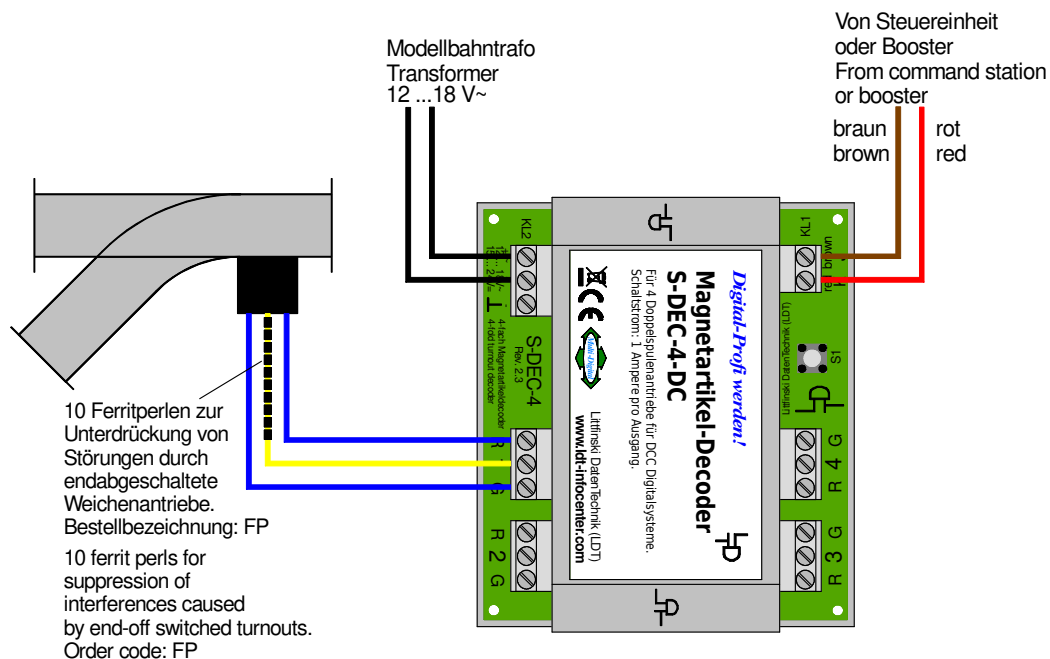 Modellbahntrafo
Transformer
12 ...18 V~
Von Steuereinheit
oder Booster
From command station
or booster
braun
brown
rot
red
10 Ferritperlen zur
Unterdrückung von
Störungen durch
endabgeschaltete
Weichenantriebe.
Bestellbezeichnung: FP
10 ferrit perls for
suppression of
interferences caused
by end-off switched turnouts.
Order code: FP
KL2
S-DEC-4
Rev. 2.3
4-fach Magnetartikeldecoder
4-fold turnout decoder
R
G
R 2 G
Digital-Profi werden!
Magnetartikel-Decoder
S-DEC-4-DC
Für 4 Doppelspulenantriebe für DCC Digitalsysteme.
Schaltstrom: 1 Ampere pro Ausgang.
CE
Multi-Digital
Littfinski DatenTechnik (LDT)
www.ldt-infocenter.com
KL1
brown
S1
Littfinski DatenTechnik (LDT)
R 4 G
R 3 G